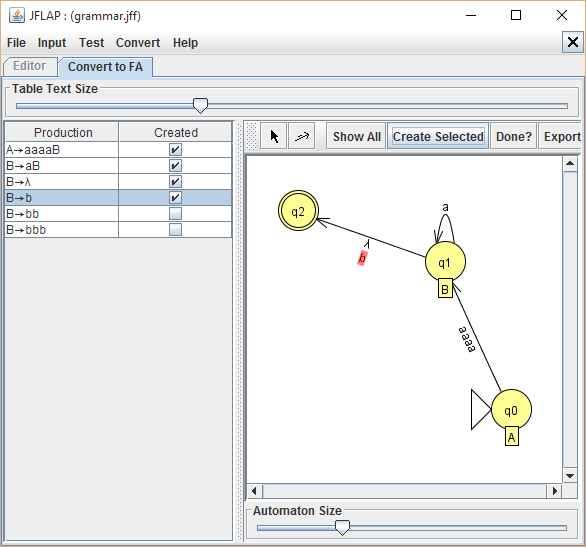 JFLAP : (grammar.jff)
File Input Test Convert Help
Editor Convert to FA
Table Text Size
Production Created
A→aaaaB
B→aB
B→λ
B→b
B→bb
B→bbb
Show All Create Selected Done? Export
a
q2
λ
b
q1
B
aaaa
q0
A
Automaton Size